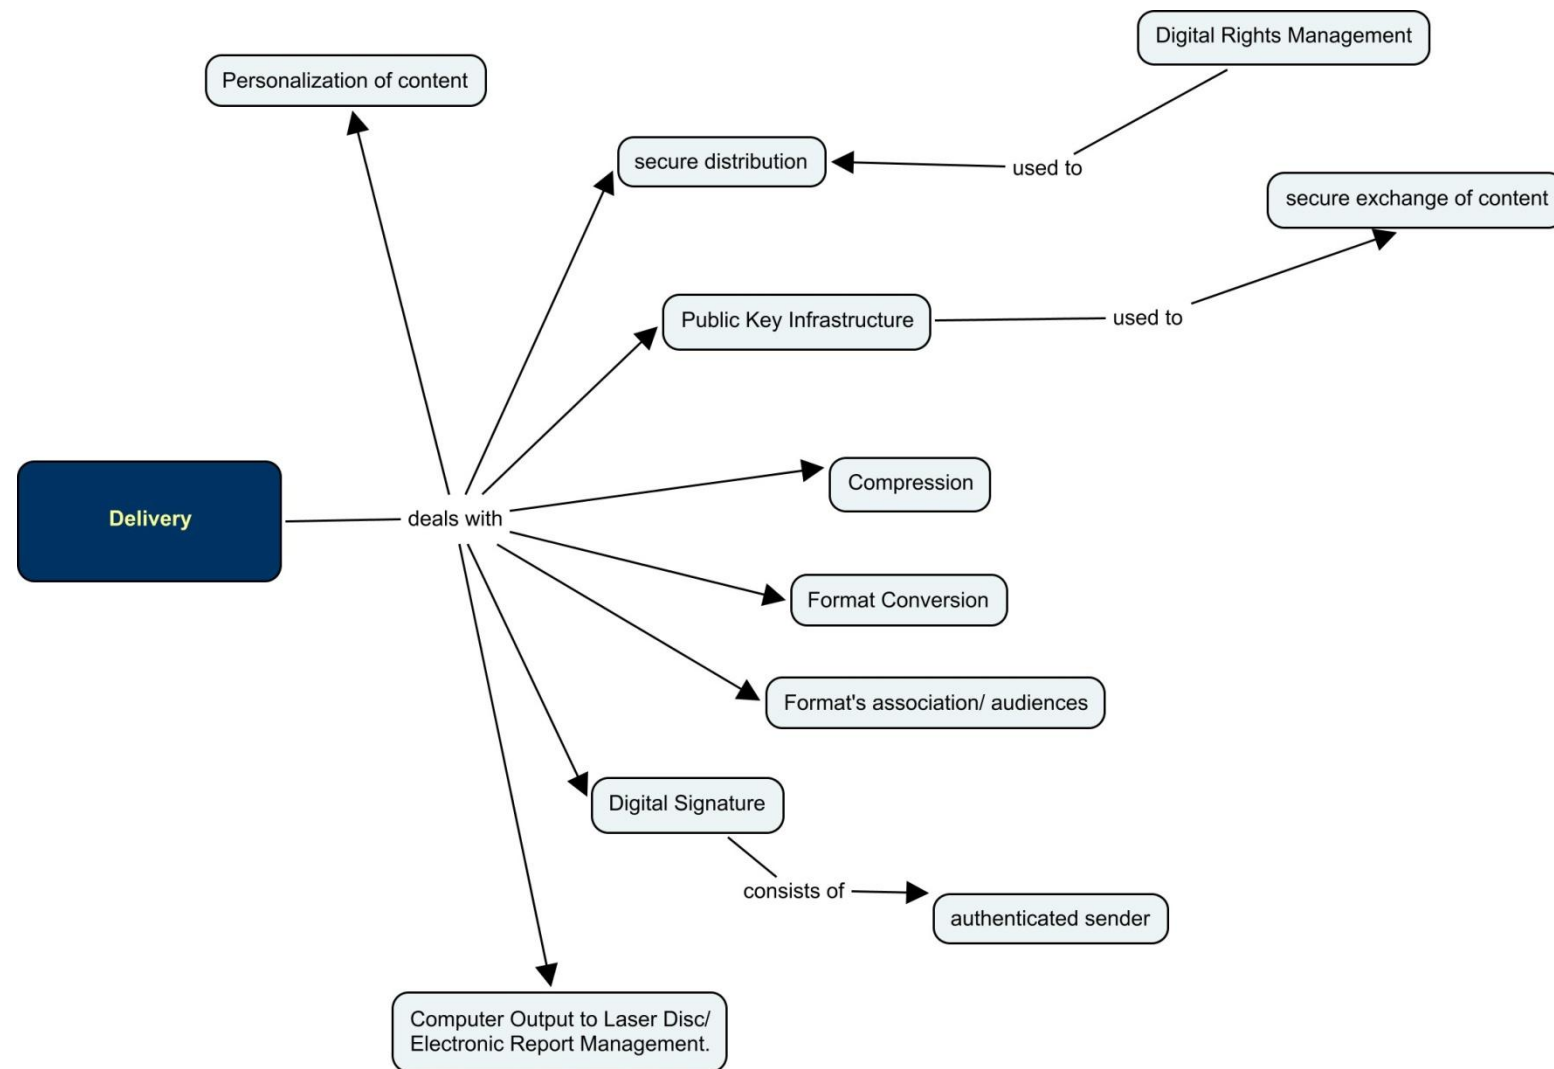 Digital Rights Management
Personalization of content
secure distribution
used to
secure exchange of content
Public Key Infrastructure
used to
Compression
Delivery
deals with
Format Conversion
Format's association/ audiences
Digital Signature
consists of
authenticated sender
Computer Output to Laser Disc/
Electronic Report Management.